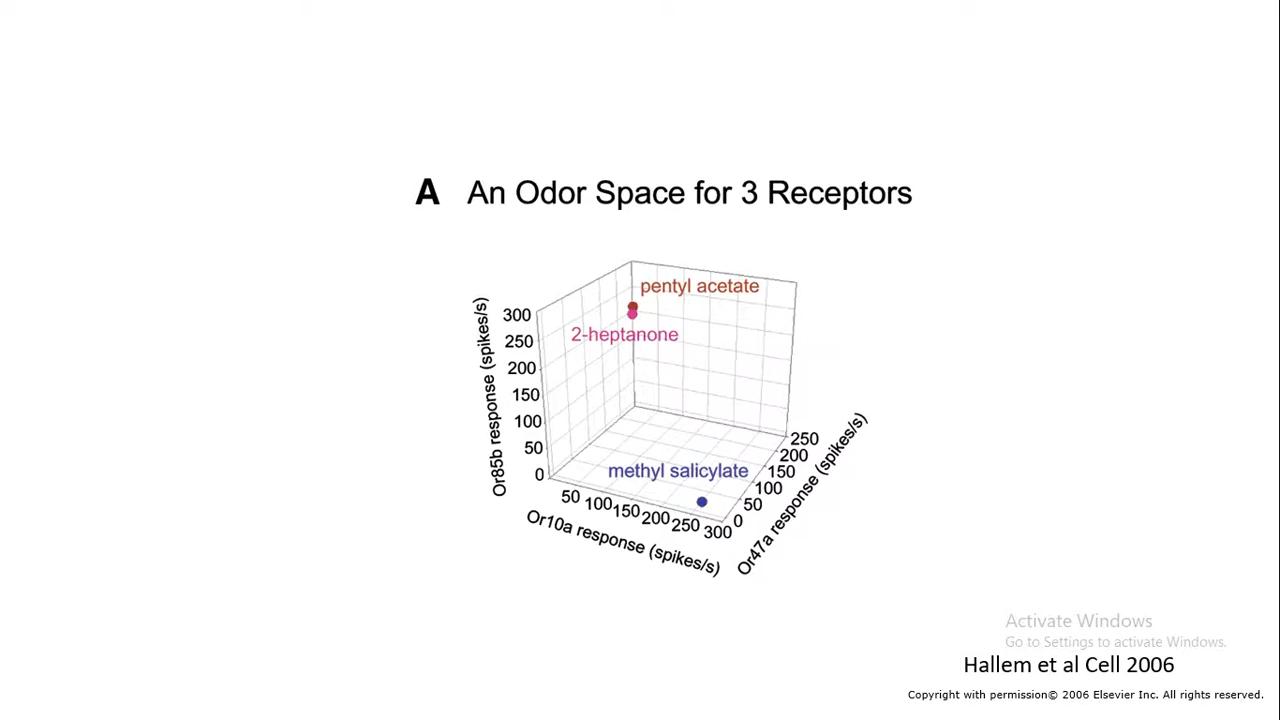 A An Odor Space for 3 Receptors
pentyl acetate
2-heptanone
methyl salicylate
Or85b response (spikes/s)
300
250
200
150
100
50
0
50 100 150 200 250 300
Or10a response (spikes/s)
250
200
150
100
50
0
Or47a response (spikes/s)
Activate Windows
Go to Settings to activate Windows.
Hallem et al Cell 2006
Copyright with permission© 2006 Elsevier Inc. All rights reserved.